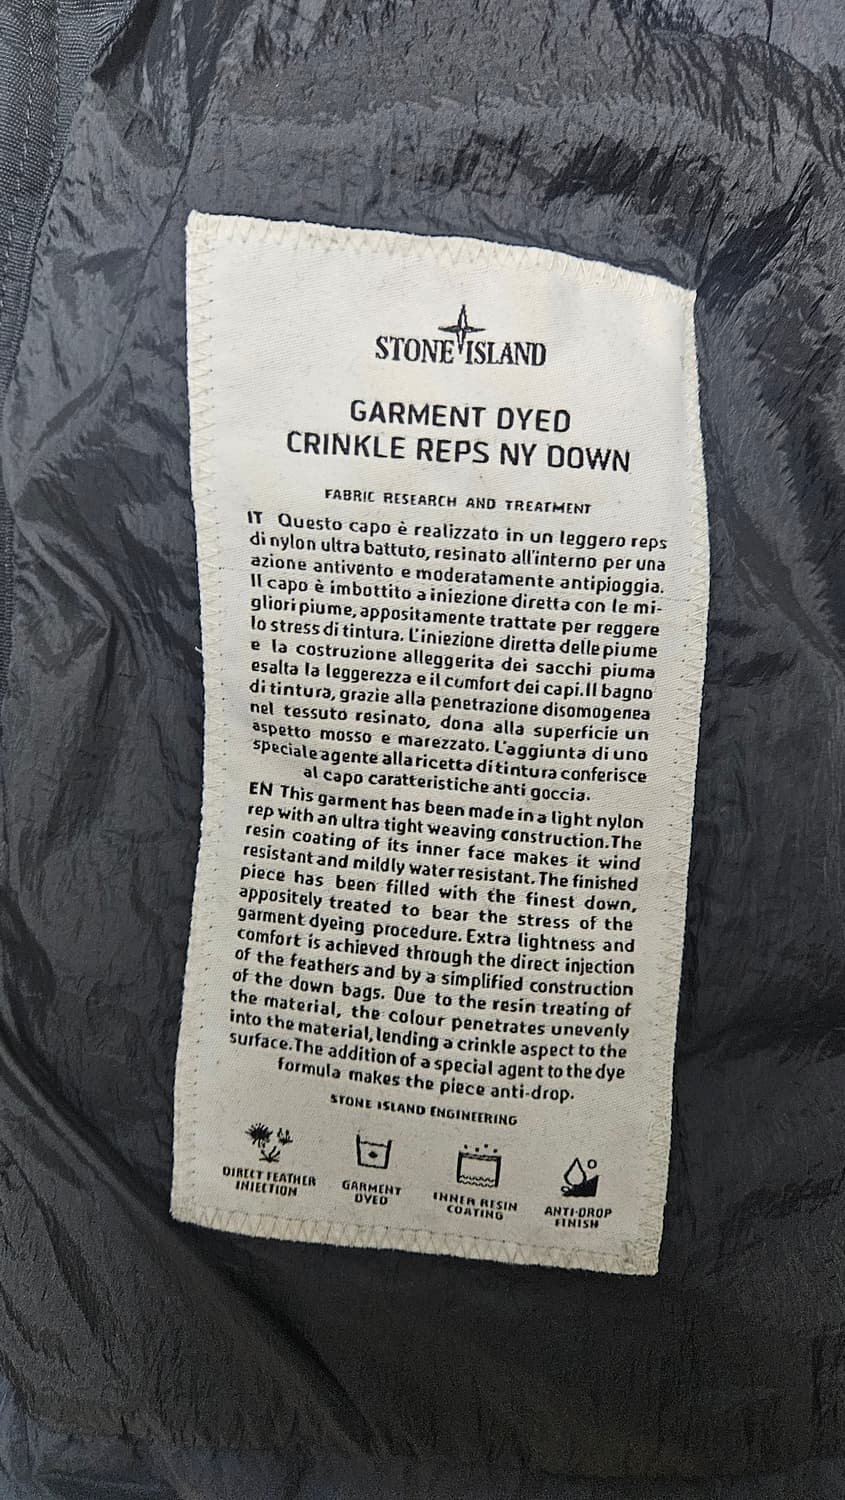 STONE ISLAND
GARMENT DYED
CRINKLE REPS NY DOWN
FABRIC RESEARCH AND TREATMENT
IT Questo capo è realizzato in un leggero reps
di nylon ultra battuto, resinato all'interno per una
azione antivento e moderatamente antipioggia.
Il capo è imbottito a iniezione diretta con le mi-
gliori piume, appositamente trattate per reggere
lo stress di tintura. L'iniezione diretta delle piume
e la costruzione alleggerita dei sacchi piuma
esalta la leggerezza e il cumfort dei capi. Il bagno
di tintura, grazie alla penetrazione disomogenea
nel tessuto resinato, dona alla superficie un
aspetto mosso e marezzato. L'aggiunta di uno
speciale agente alla ricetta di tintura conferisce
al capo caratteristiche anti goccia.
EN This garment has been made in a light nylon
rep with an ultra tight weaving construction. The
resin coating of its inner face makes it wind
resistant and mildly water resistant. The finished
piece has been filled with the finest down,
appositely treated to bear the stress of the
garment dyeing procedure. Extra lightness and
comfort is achieved through the direct injection
of the feathers and by a simplified construction
of the down bags. Due to the resin treating of
the material, the colour penetrates unevenly
into the material, lending a crinkle aspect to the
surface. The addition of a special agent to the dye
formula makes the piece anti-drop.
STONE ISLAND ENGINEERING
DIRECT FEATHER
INJECTION
GARMENT
DYED
INNER RESIN
COATING
ANTI-DROP
FINISH